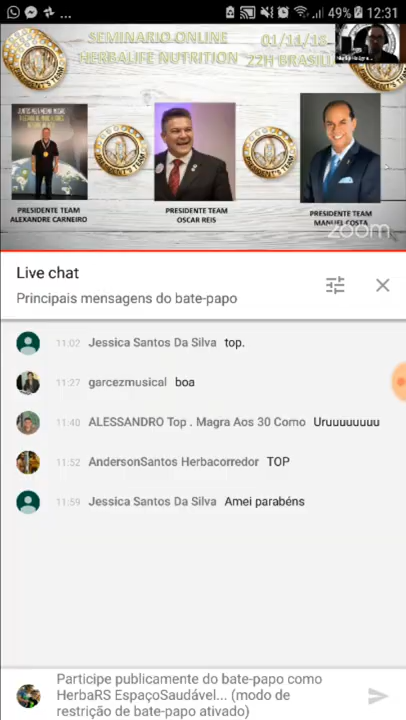 49% 12:31
SEMINARIO ONLINE
HERBALIFE NUTRITION
01/11/18
22H BRASILIA
PRESIDENTE TEAM
ALEXANDRE CARNEIRO
PRESIDENTE TEAM
OSCAR REIS
PRESIDENTE TEAM
MANUEL COSTA
zoom
Live chat
Principais mensagens do bate-papo
11:02 Jessica Santos Da Silva top.
11:27 garcezmusical boa
11:40 ALESSANDRO Top . Magra Aos 30 Como Uruuuuuuuu
11:52 AndersonSantos Herbacorredor TOP
11:59 Jessica Santos Da Silva Amei parabéns
Participe publicamente do bate-papo como
HerbaRS EspaçoSaudável... (modo de
restrição de bate-papo ativado)